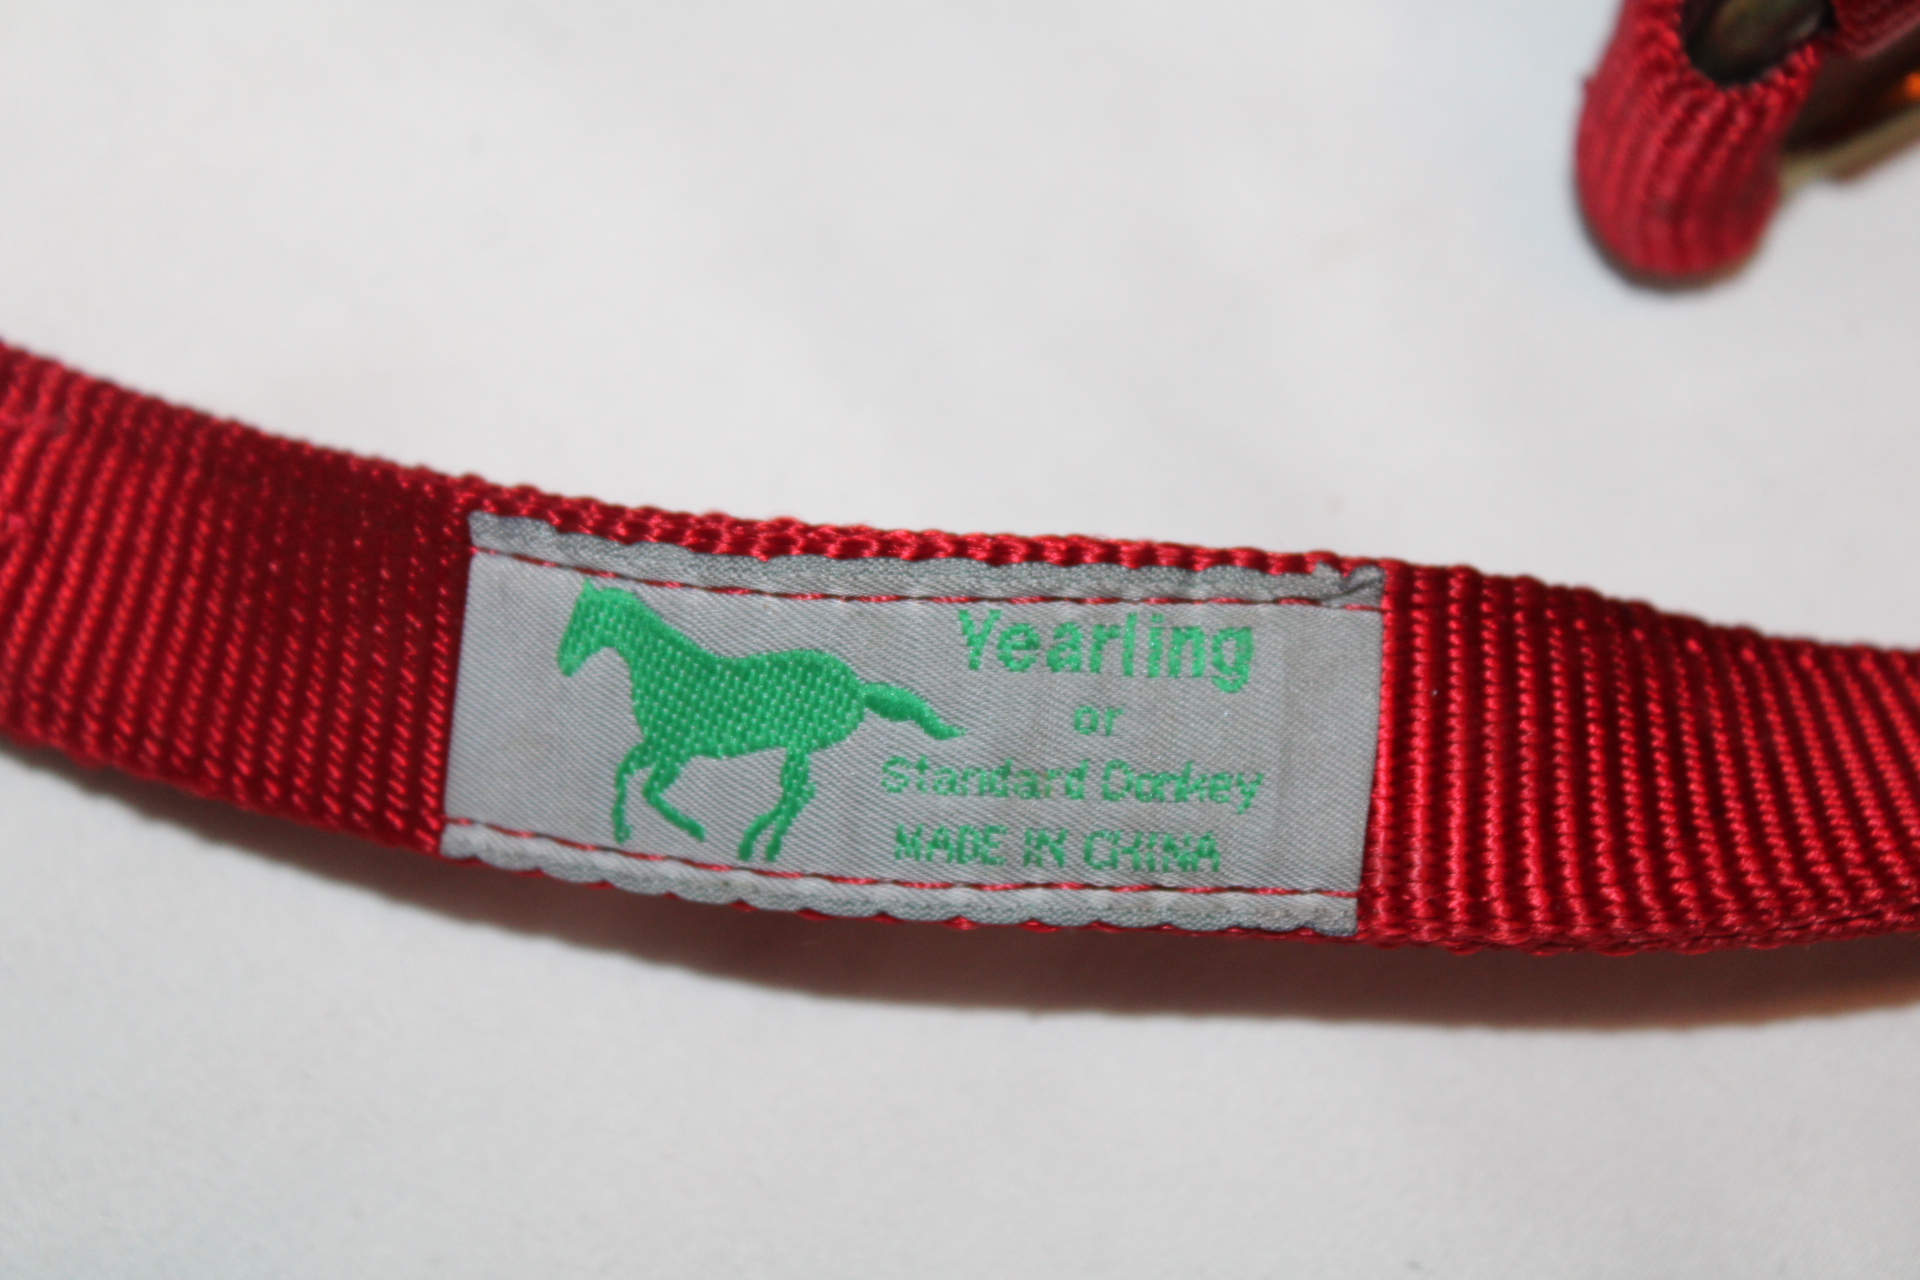 Yearling
or
Standard Donkey
MADE IN CHINA